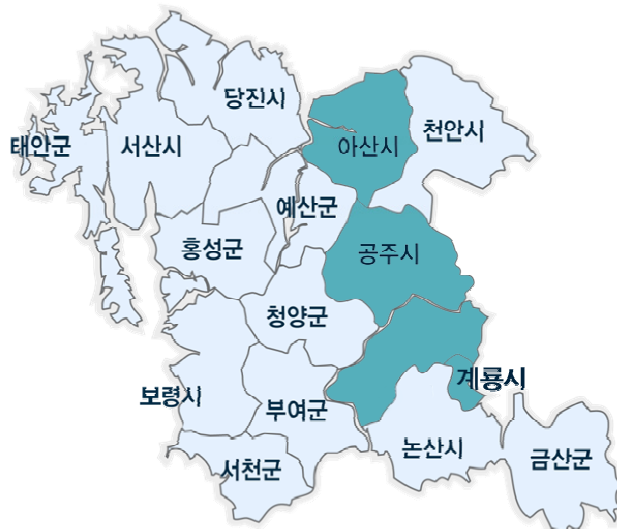 당진시
태안군
서산시
아산시
천안시
예산군
홍성군
공주시
청양군
보령시
부여군
계룡시
서천군
논산시
금산군